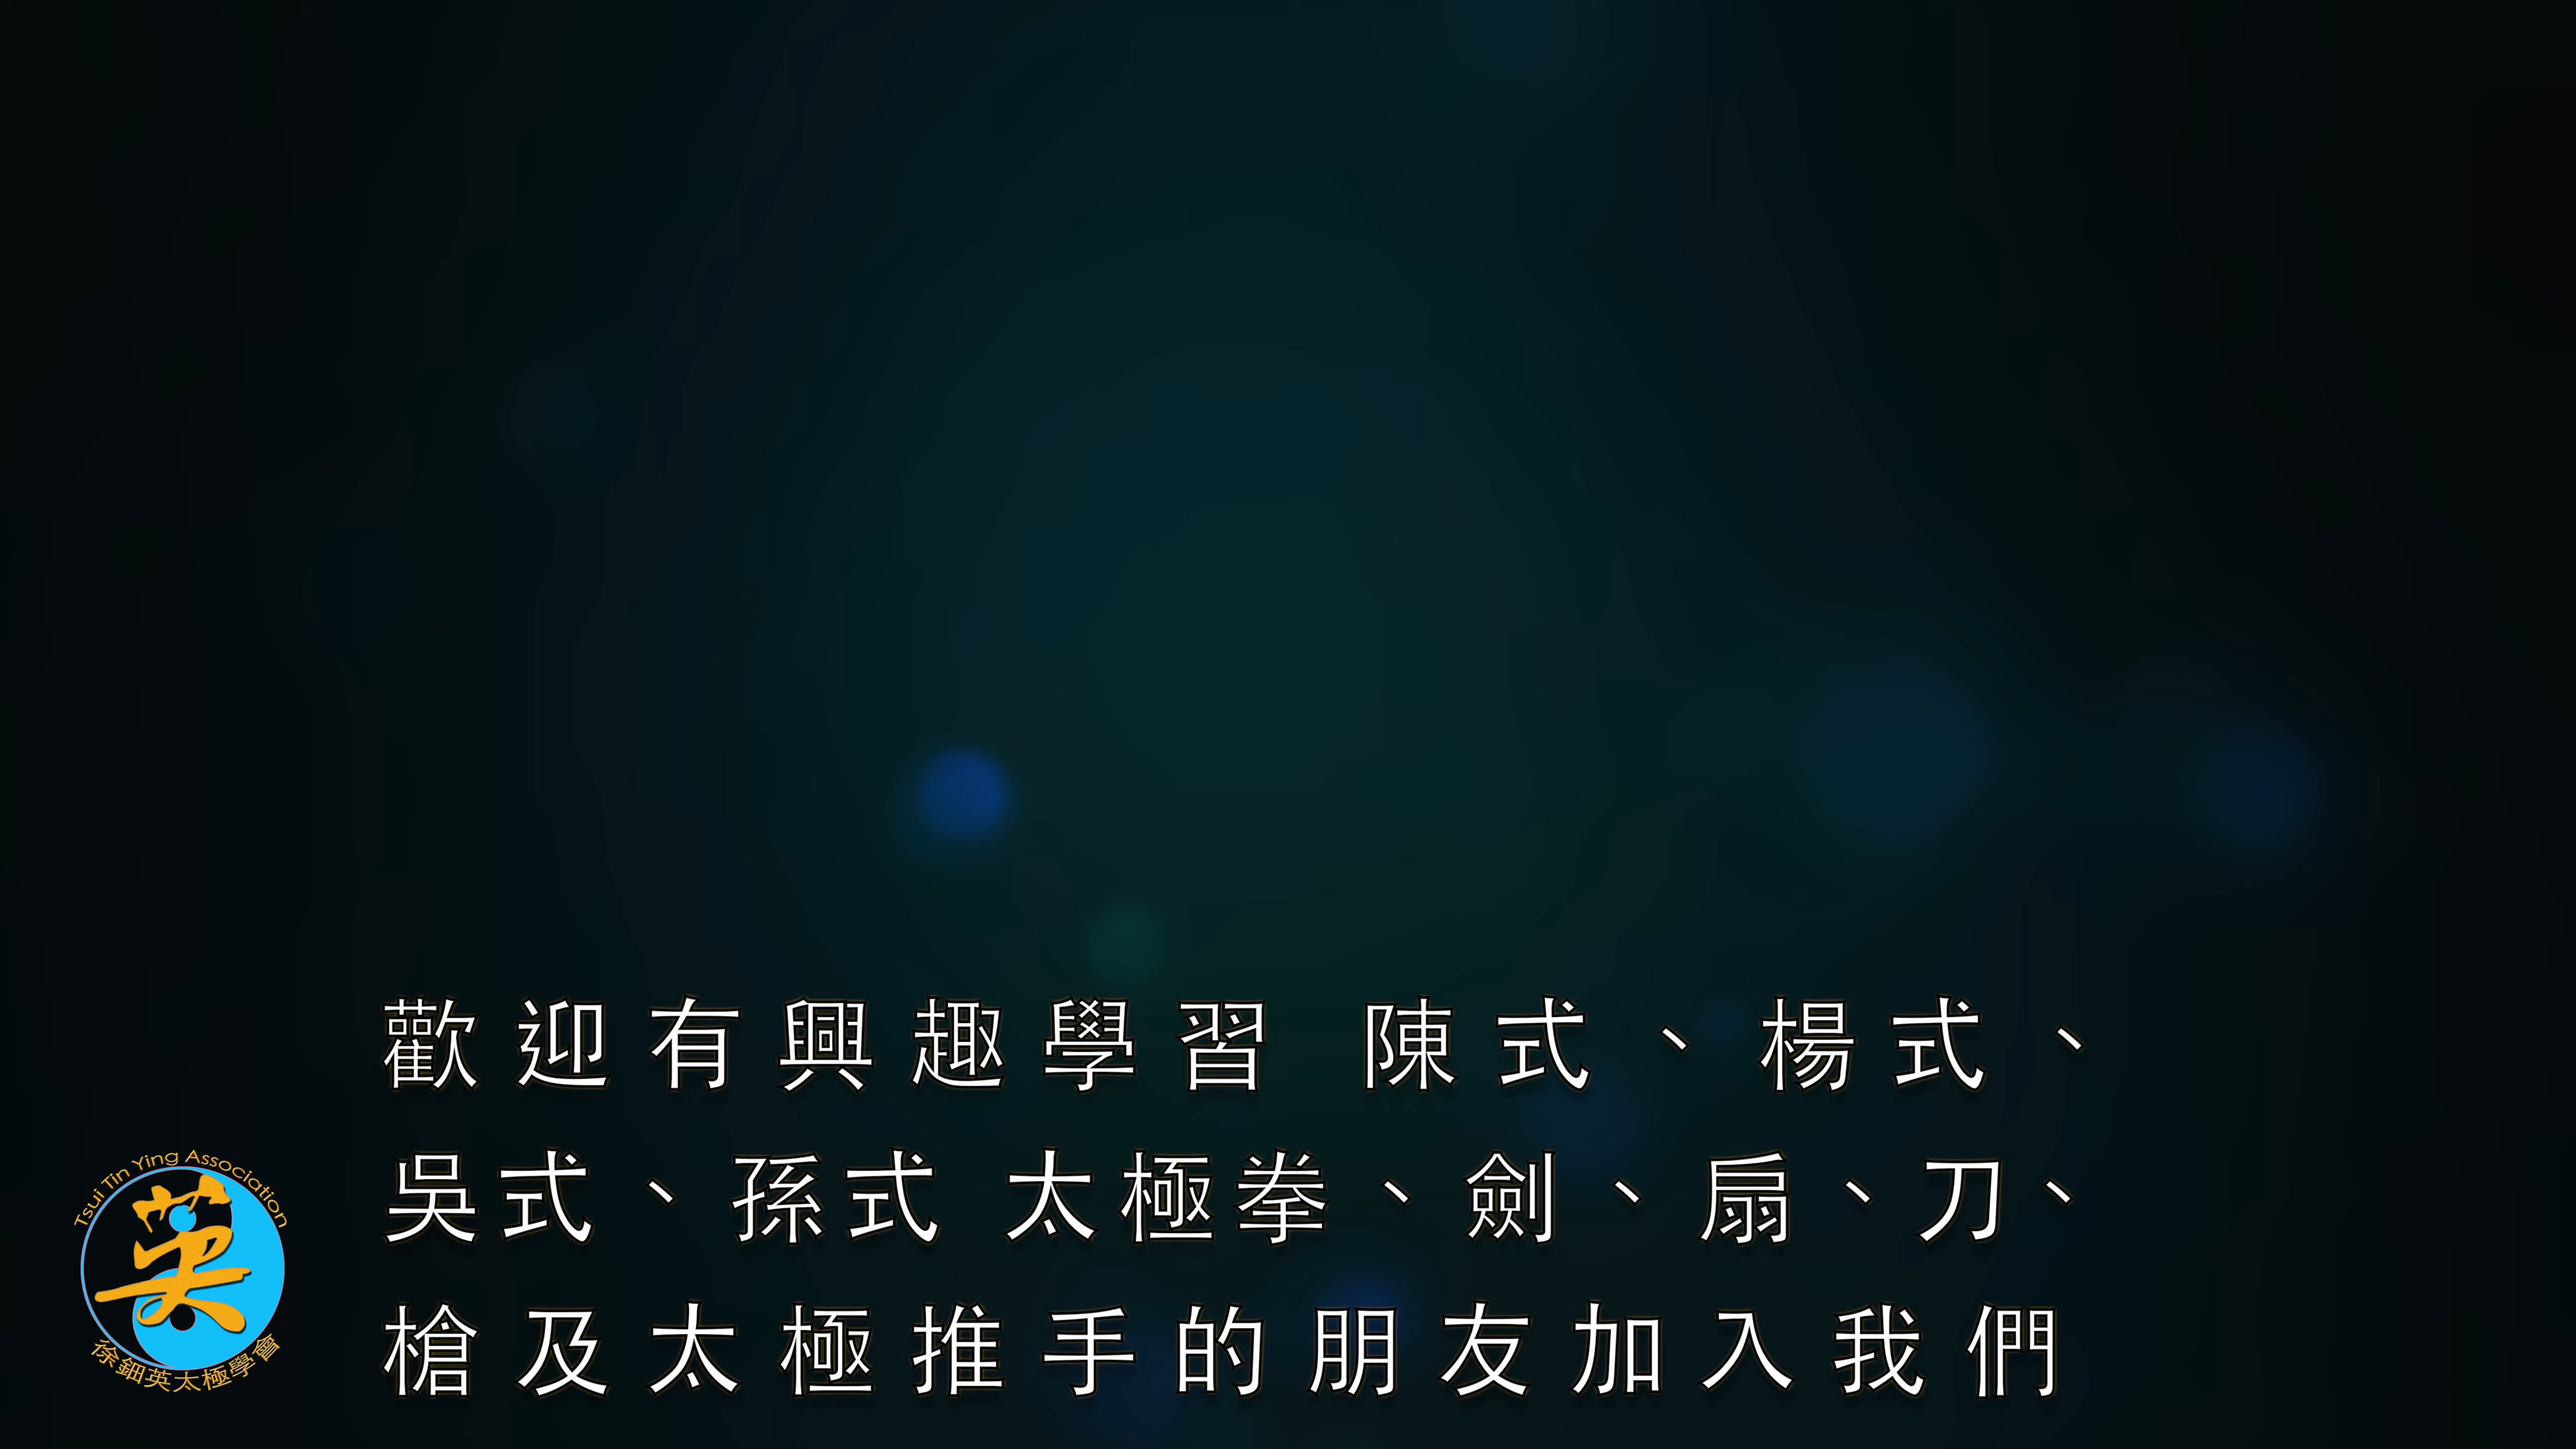 歡迎有興趣學習 陳式、楊式、
吳式、孫式 太極拳、劍、扇、刀、
槍及太極推手的朋友加入我們
Tsui Tin Ying Association
英
徐鈿英太極學會